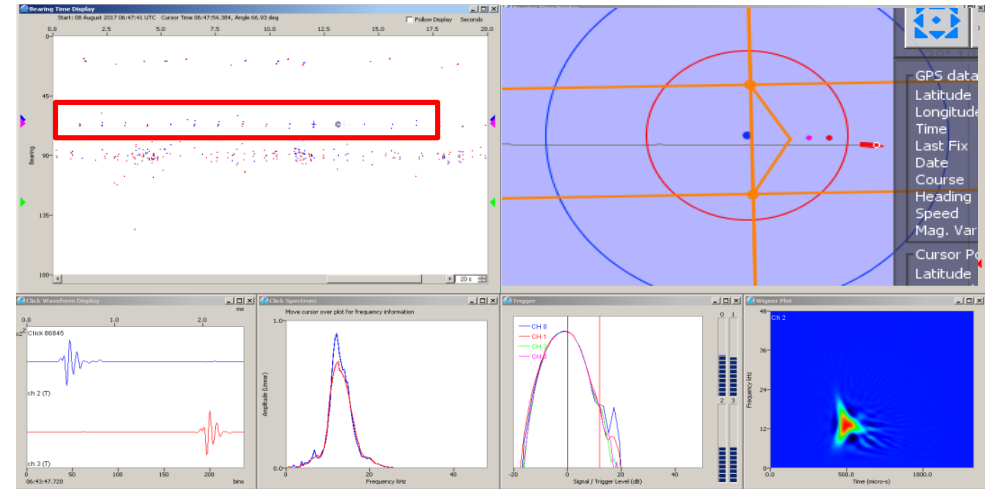 Bearing Time Display
Start: 08 August 2017 06:47:41 UTC Cursor Time 06:47:54.384, Angle 66.93 deg
Follow Display Seconds
0.0 2.5 5.0 7.5 10.0 12.5 15.0 17.5 20.0
0
45
90
135
180
Bearing
20 s
GPS data
Latitude
Longitude
Time
Last Fix
Date
Course
Heading
Speed
Mag. Var
Cursor Po
Latitude
Click Waveform Display
ms
0.0 1.0 2.0
Click 86845
ch 2 (T)
ch 3 (T)
0 50 100 150 200
06:43:47.720 bins
Click Spectrum
Move cursor over plot for frequency information
1.0
0.0
Amplitude (Linear)
0 20 40
Frequency kHz
Trigger
CH 0
CH 1
CH 2
CH 3
-20 0 20 40
Signal / Trigger Level (dB)
0 1
2 3
Wigner Plot
Ch 2
48
36
24
12
0
Frequency kHz
0.0 500.0 1000.0
Time (micro-s)